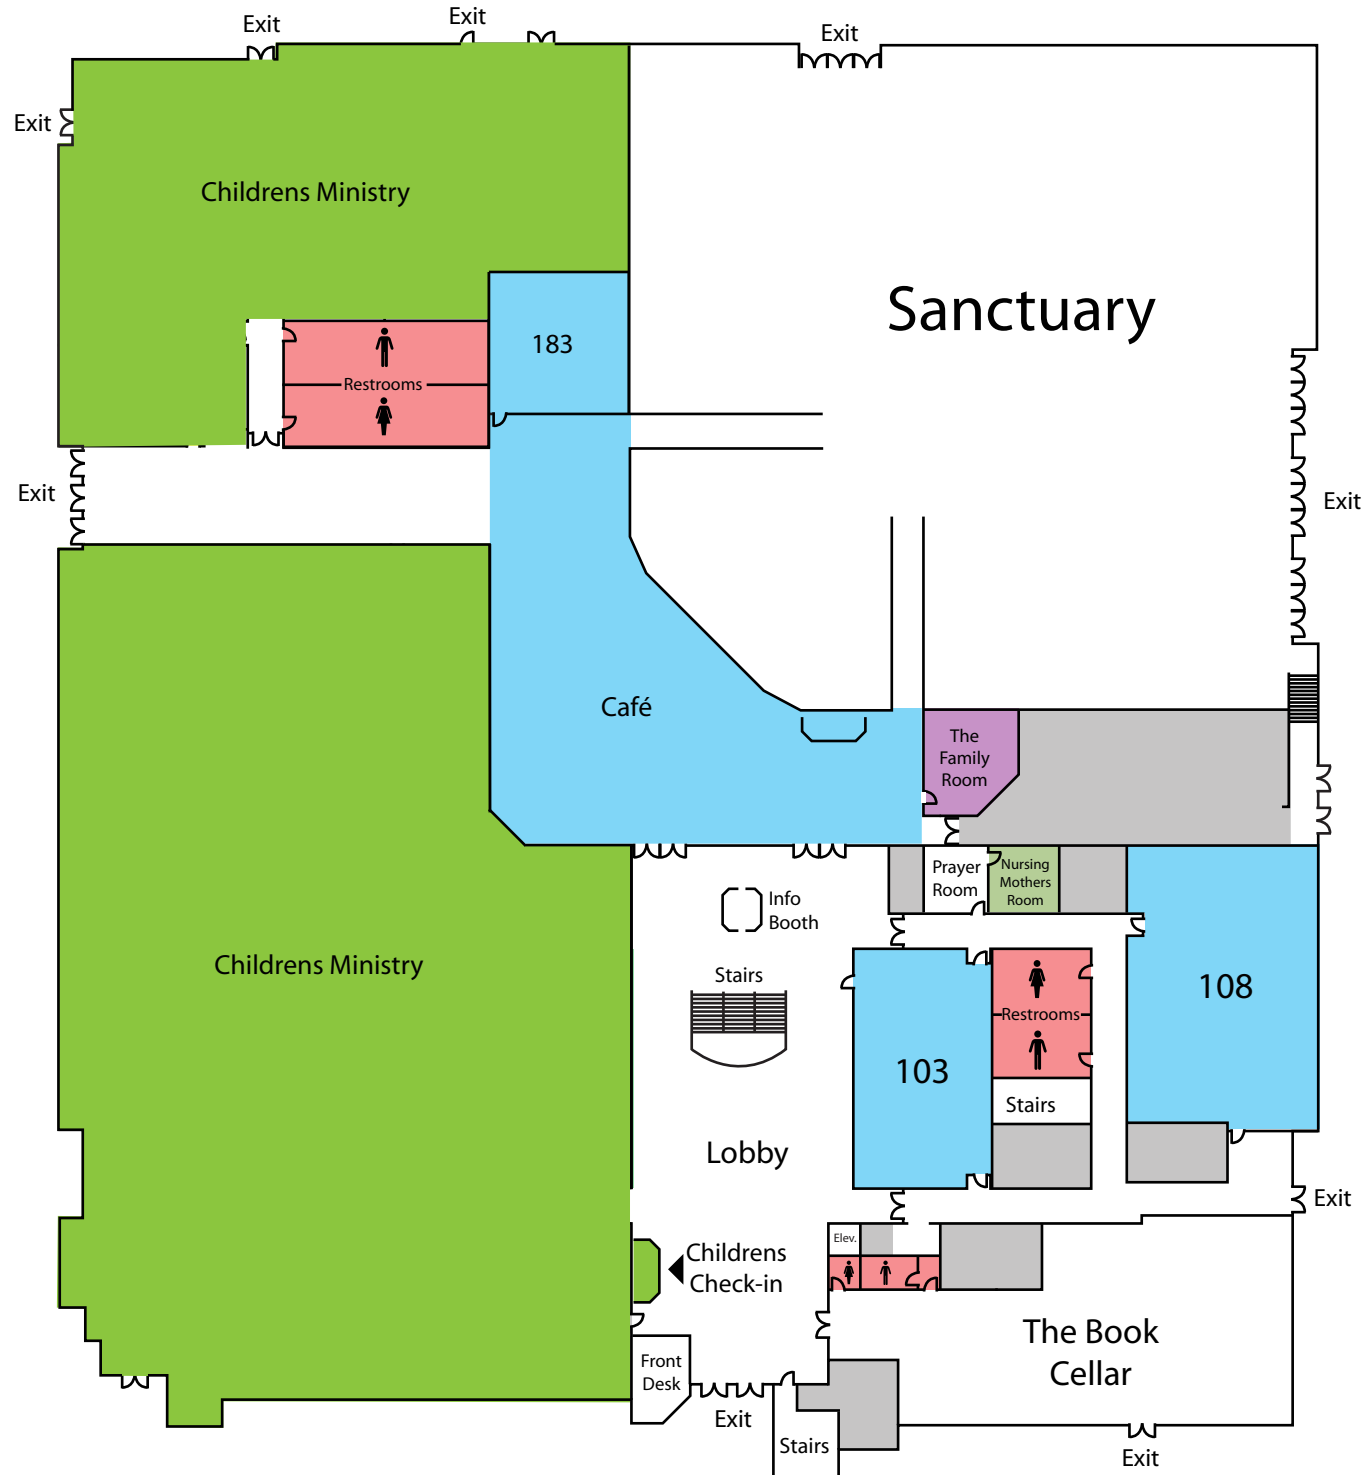 Exit
Exit
Exit
Exit
Childrens Ministry
Sanctuary
183
Restrooms
Exit
Exit
Café
The
Family
Room
Prayer
Room
Nursing
Mothers
Room
Info
Booth
Childrens Ministry
Stairs
108
Restrooms
103
Stairs
Lobby
Exit
Elev.
Childrens
Check-in
The Book
Cellar
Front
Desk
Exit
Stairs
Exit